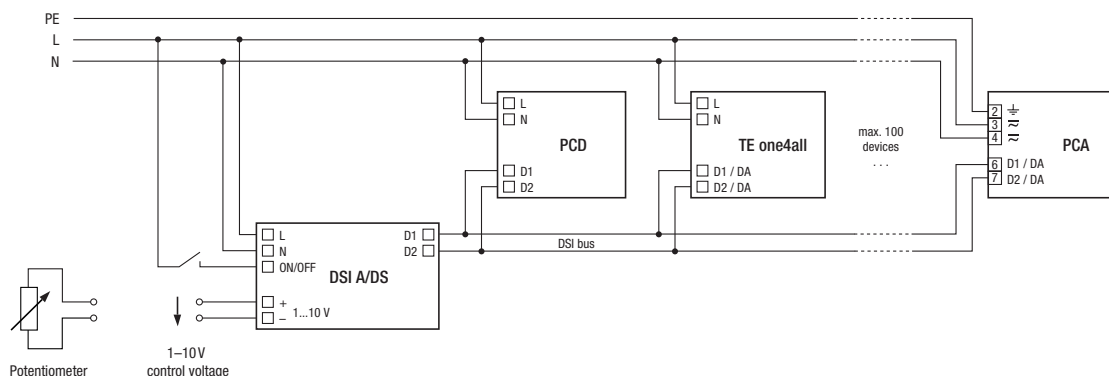 PE
L
N
L
N
PCD
D1
D2
L
N
TE one4all
D1 / DA
D2 / DA
max. 100
devices
. . .
2
3
4
PCA
6 D1 / DA
7 D2 / DA
L
N
ON/OFF
D1
D2
DSI A/DS
+
1...10 V
–
DSI bus
Potentiometer
1–10 V
control voltage